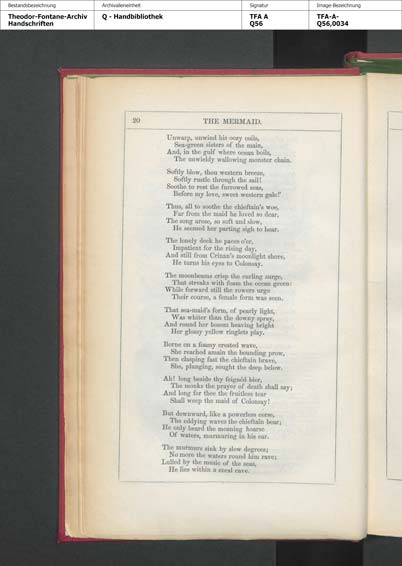 Bestandsbezeichnung
Theodor-Fontane-Archiv
Handschriften
Archivalieneinheit
Q - Handbibliothek
Signatur
TFA A
Q56
Image-Bezeichnung
TFA-A-
Q56,0034
20 THE MERMAID.
Unwarp, unwind his oozy coils,
Sea-green sisters of the main,
And, in the gulf where ocean boils,
The unwieldy wallowing monster chain.
Softly blow, thou western breeze,
Softly rustle through the sail!
Soothe to rest the furrowed seas,
Before my love, sweet western gale!'
Thus, all to soothe the chieftain's woe,
Far from the maid he loved so dear,
The song arose, so soft and slow,
He seemed her parting sigh to hear.
The lonely deck he paces o'er,
Impatient for the rising day,
And still from Crinan's moonlight shore,
He turns his eyes to Colonsay.
The moonbeams crisp the curling surge,
That streaks with foam the ocean green:
While forward still the rowers urge
Their course, a female form was seen.
That sea-maid's form, of pearly light,
Was whiter than the downy spray,
And round her bosom heaving bright
Her glossy yellow ringlets play.
Borne on a foamy crested wave,
She reached amain the bounding prow,
Then clasping fast the chieftain brave,
She, plunging, sought the deep below.
Ah! long beside thy feignéd bier,
The monks the prayer of death shall say;
And long for thee the fruitless tear
Shall weep the maid of Colonsay!
But downward, like a powerless corse,
The eddying waves the chieftain bear;
He only heard the moaning hoarse
Of waters, murmuring in his ear.
The murmurs sink by slow degrees;
No more the waters round him rave;
Lulled by the music of the seas,
He lies within a coral cave.